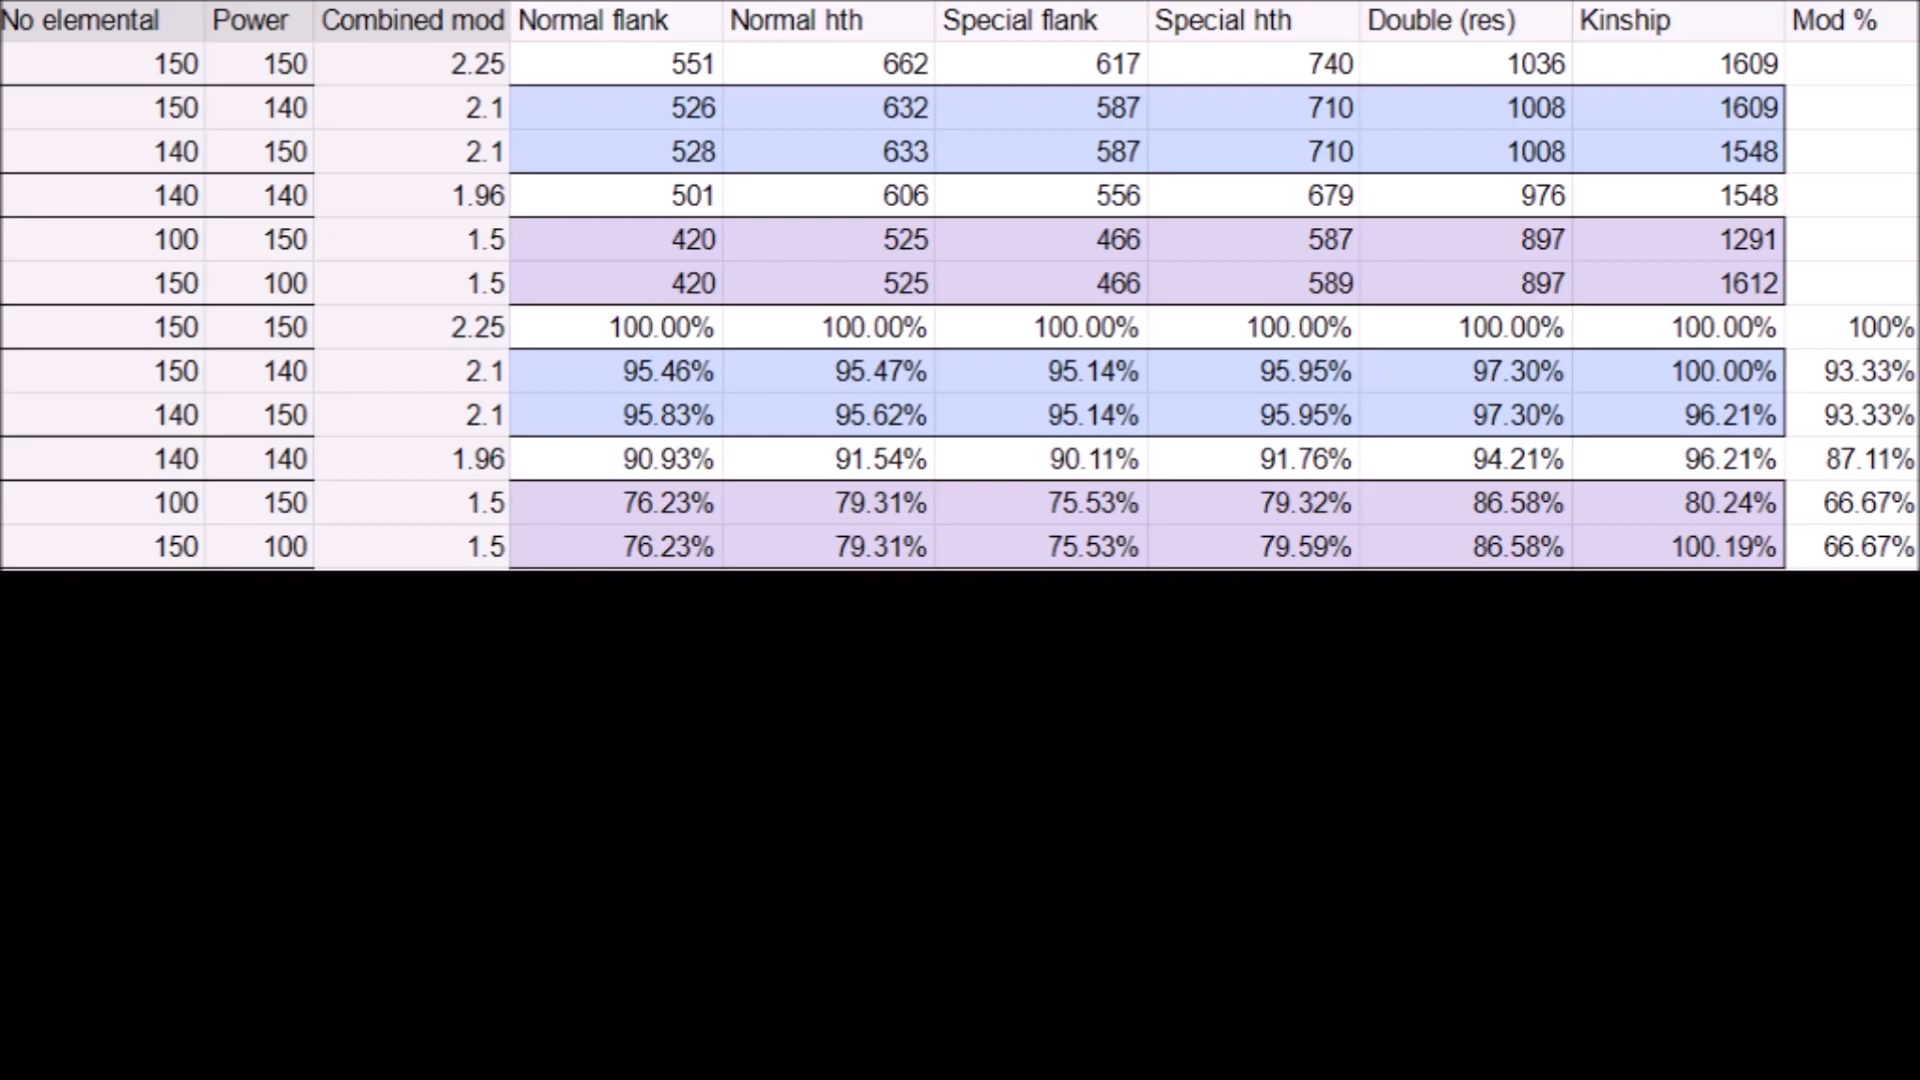 No elemental Power Combined mod Normal flank Normal hth Special flank Special hth Double (res) Kinship Mod %
150 150 2.25 551 662 617 740 1036 1609
150 140 2.1 526 632 587 710 1008 1609
140 150 2.1 528 633 587 710 1008 1548
140 140 1.96 501 606 556 679 976 1548
100 150 1.5 420 525 466 587 897 1291
150 100 1.5 420 525 466 589 897 1612
150 150 2.25 100.00% 100.00% 100.00% 100.00% 100.00% 100.00% 100%
150 140 2.1 95.46% 95.47% 95.14% 95.95% 97.30% 100.00% 93.33%
140 150 2.1 95.83% 95.62% 95.14% 95.95% 97.30% 96.21% 93.33%
140 140 1.96 90.93% 91.54% 90.11% 91.76% 94.21% 96.21% 87.11%
100 150 1.5 76.23% 79.31% 75.53% 79.32% 86.58% 80.24% 66.67%
150 100 1.5 76.23% 79.31% 75.53% 79.59% 86.58% 100.19% 66.67%